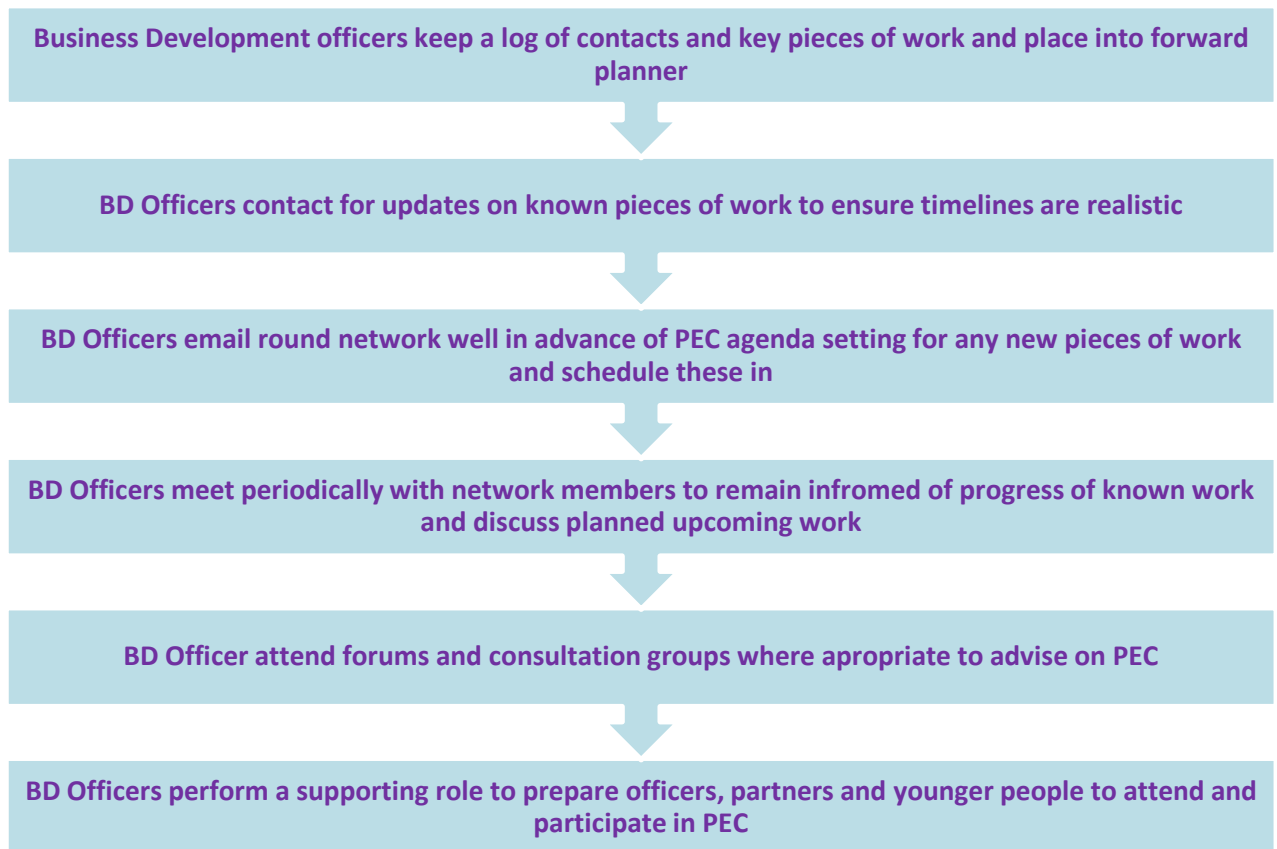 Business Development officers keep a log of contacts and key pieces of work and place into forward
planner
BD Officers contact for updates on known pieces of work to ensure timelines are realistic
BD Officers email round network well in advance of PEC agenda setting for any new pieces of work
and schedule these in
BD Officers meet periodically with network members to remain infromed of progress of known work
and discuss planned upcoming work
BD Officer attend forums and consultation groups where apropriate to advise on PEC
BD Officers perform a supporting role to prepare officers, partners and younger people to attend and
participate in PEC